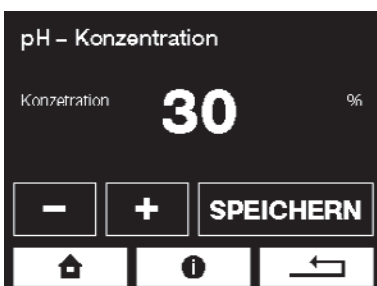 pH – Konzentration
Konzetration 30 %
− + SPEICHERN